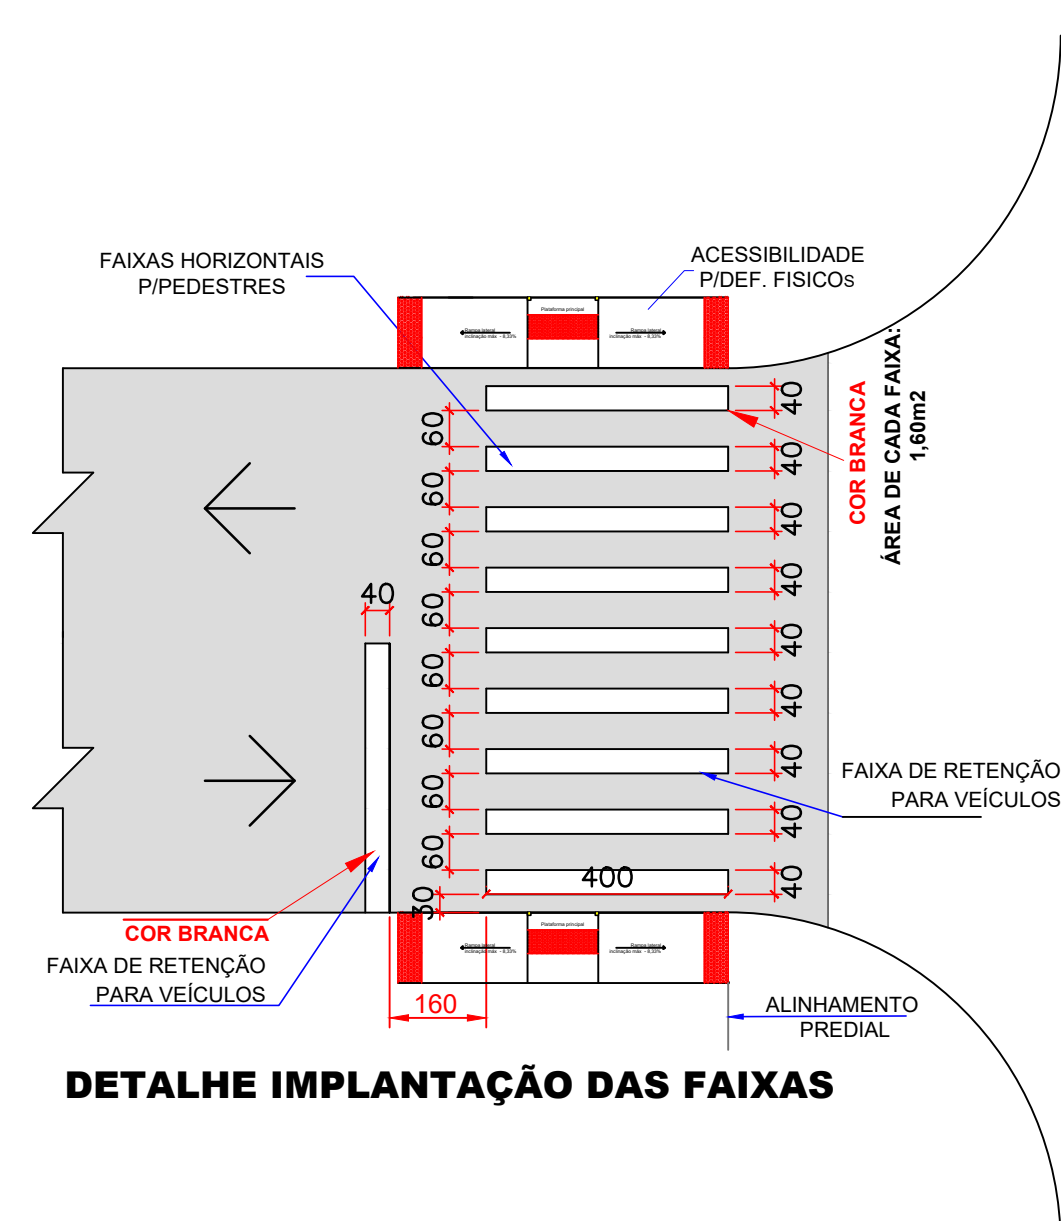 FAIXAS HORIZONTAIS
P/PEDESTRES
ACESSIBILIDADE
P/DEF. FISICOS
Plataforma principal
Rampa lateral
inclinação máx - 8,33%
Rampa lateral
inclinação máx - 8,33%
COR BRANCA
ÁREA DE CADA FAIXA:
1,60m2
40
40
40
40
40
40
40
40
40
60
60
60
60
60
60
60
60
40
30
400
FAIXA DE RETENÇÃO
PARA VEÍCULOS
COR BRANCA
FAIXA DE RETENÇÃO
PARA VEÍCULOS
Plataforma principal
Rampa lateral
inclinação máx - 8,33%
Rampa lateral
inclinação máx - 8,33%
160
ALINHAMENTO
PREDIAL
DETALHE IMPLANTAÇÃO DAS FAIXAS